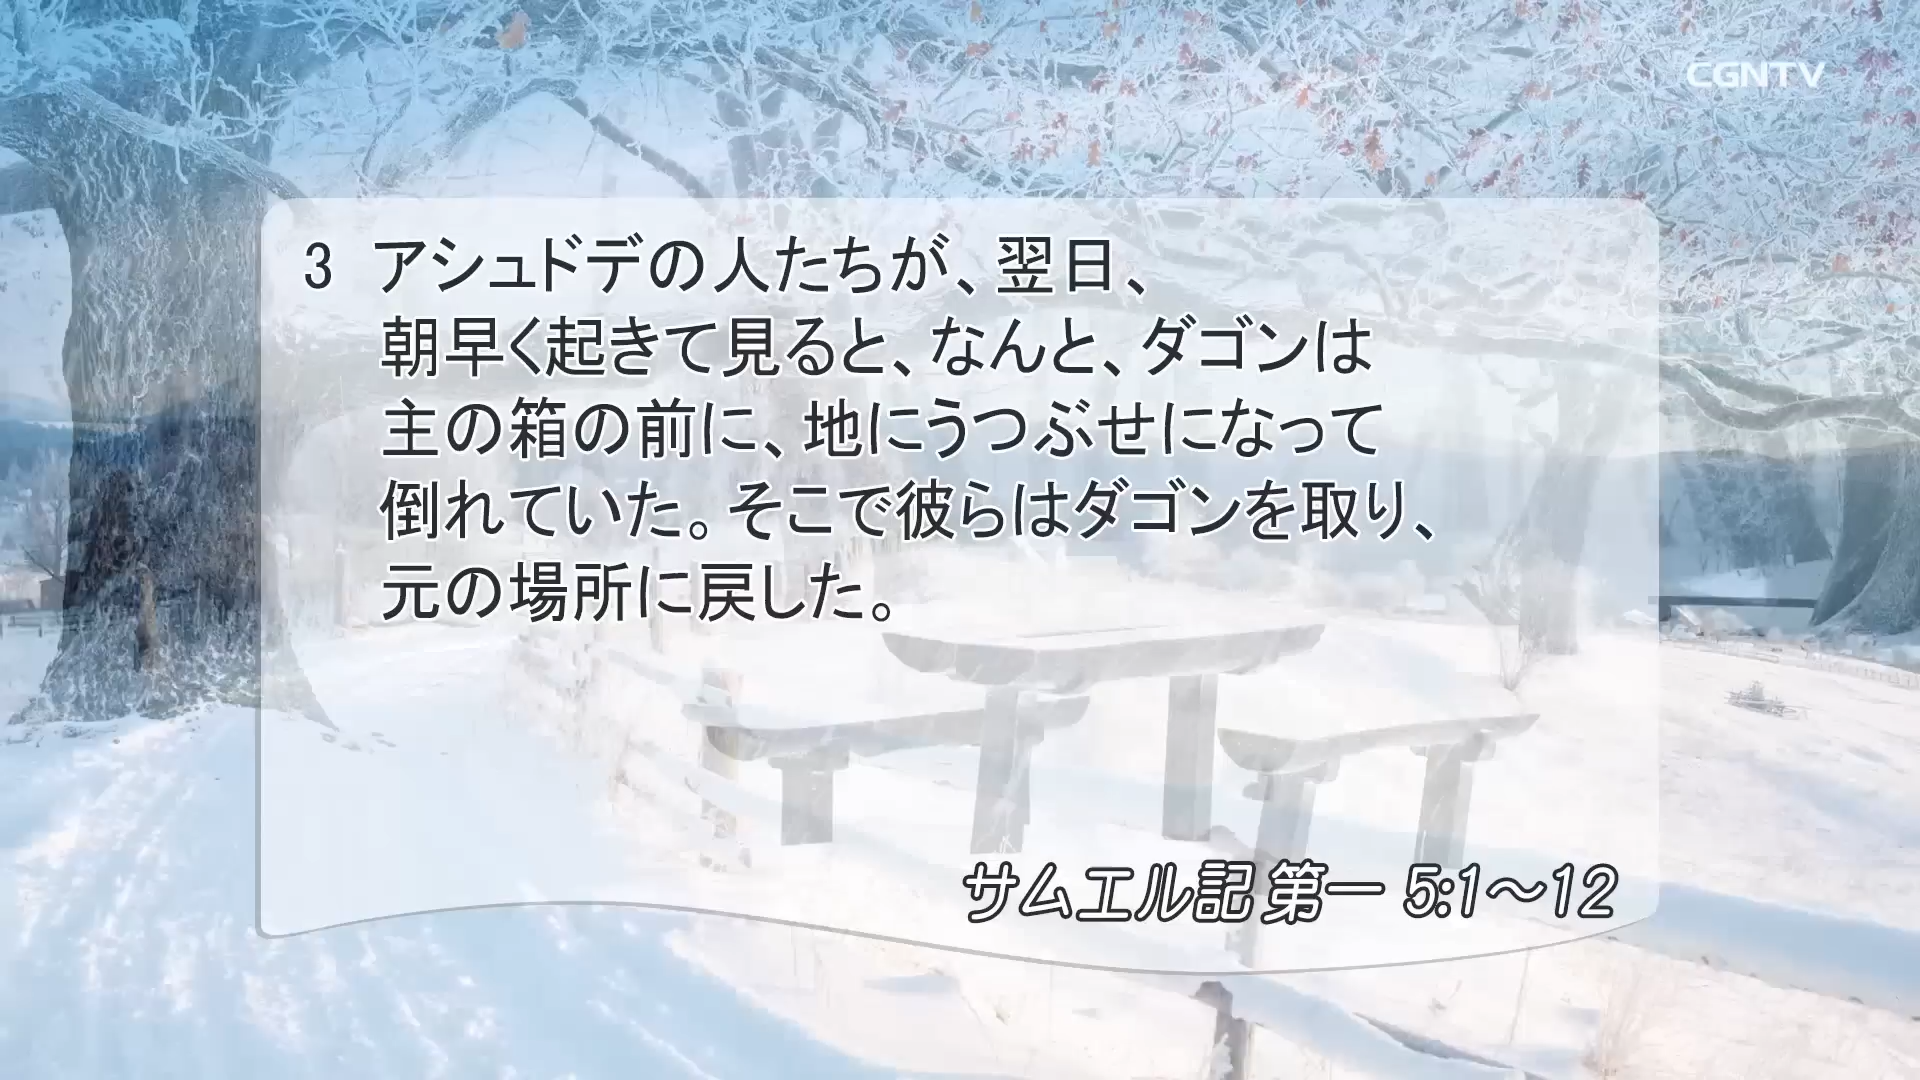 CGNTV
3 アシュドデの人たちが、翌日、
朝早く起きて見ると、なんと、ダゴンは
主の箱の前に、地にうつぶせになって
倒れていた。そこで彼らはダゴンを取り、
元の場所に戻した。
サムエル記 第一 5:1〜12